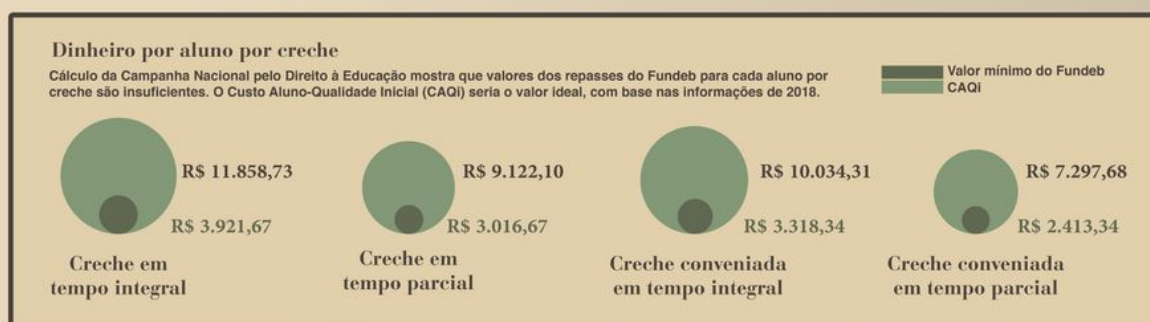 Dinheiro por aluno por creche
Cálculo da Campanha Nacional pelo Direito à Educação mostra que valores dos repasses do Fundeb para cada aluno por
creche são insuficientes. O Custo Aluno-Qualidade Inicial (CAQi) seria o valor ideal, com base nas informações de 2018.
Valor mínimo do Fundeb
CAQi
R$ 11.858,73
R$ 3.921,67
Creche em
tempo integral
R$ 9.122,10
R$ 3.016,67
Creche em
tempo parcial
R$ 10.034,31
R$ 3.318,34
Creche conveniada
em tempo integral
R$ 7.297,68
R$ 2.413,34
Creche conveniada
em tempo parcial